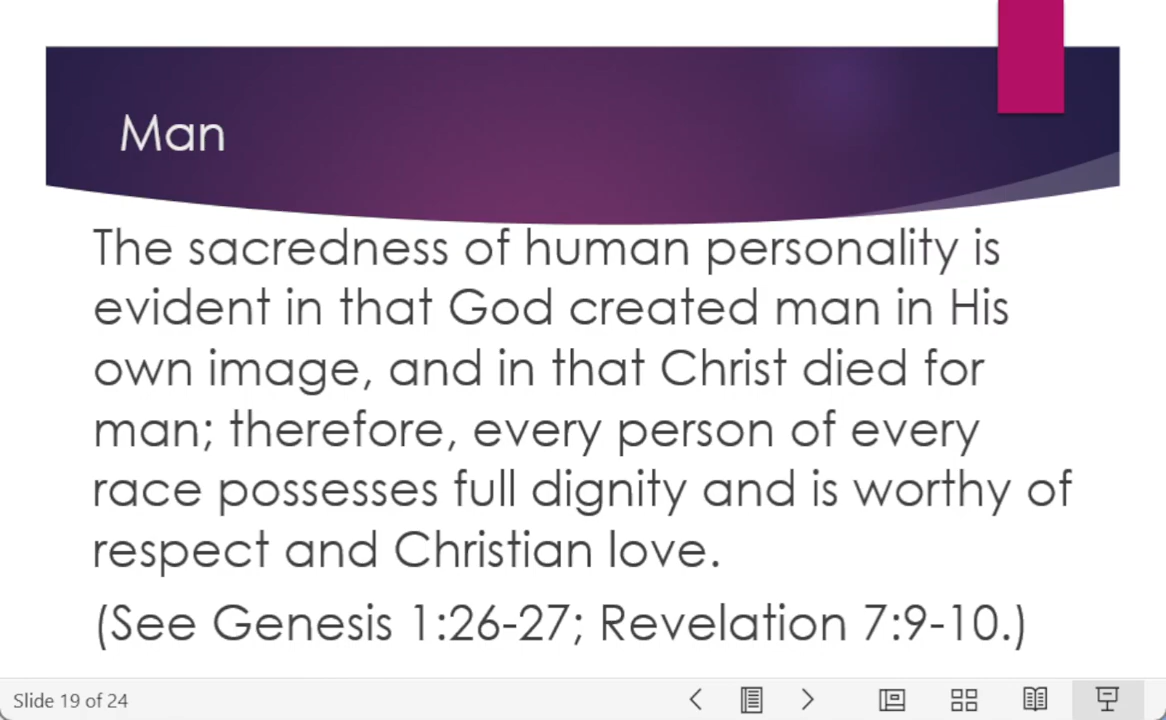 Man
The sacredness of human personality is
evident in that God created man in His
own image, and in that Christ died for
man; therefore, every person of every
race possesses full dignity and is worthy of
respect and Christian love.
(See Genesis 1:26-27; Revelation 7:9-10.)
Slide 19 of 24